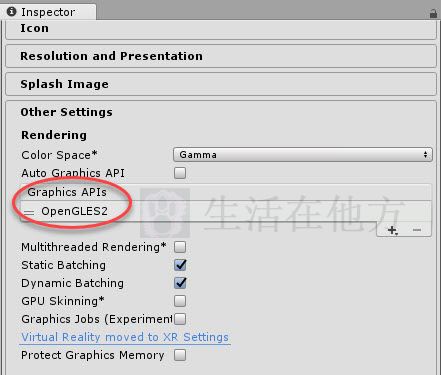 Inspector
Icon
Resolution and Presentation
Splash Image
Other Settings
Rendering
Color Space*
Gamma
Auto Graphics API
Graphics APIs
OpenGLES2
生活在他方
Multithreaded Rendering*
Static Batching
Dynamic Batching
GPU Skinning*
Graphics Jobs (Experiment
Virtual Reality moved to XR Settings
Protect Graphics Memory